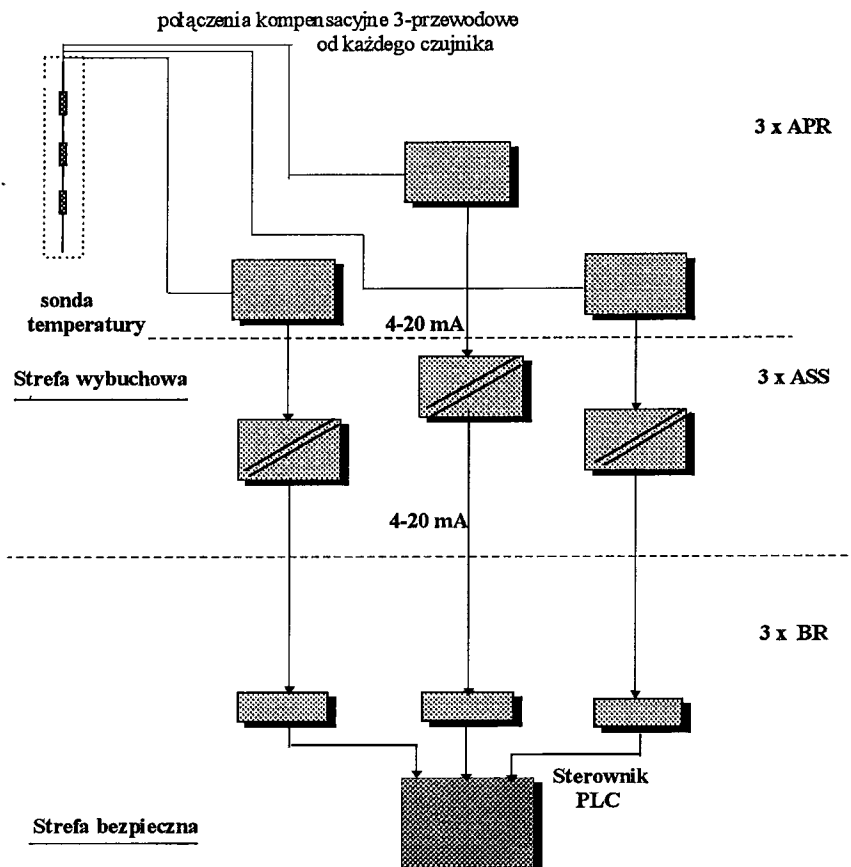 połączenia kompensacyjne 3-przewodowe
od każdego czujnika
3 x APR
sonda
temperatury
4-20 mA
Strefa wybuchowa
3 x ASS
4-20 mA
3 x BR
Sterownik
PLC
Strefa bezpieczna